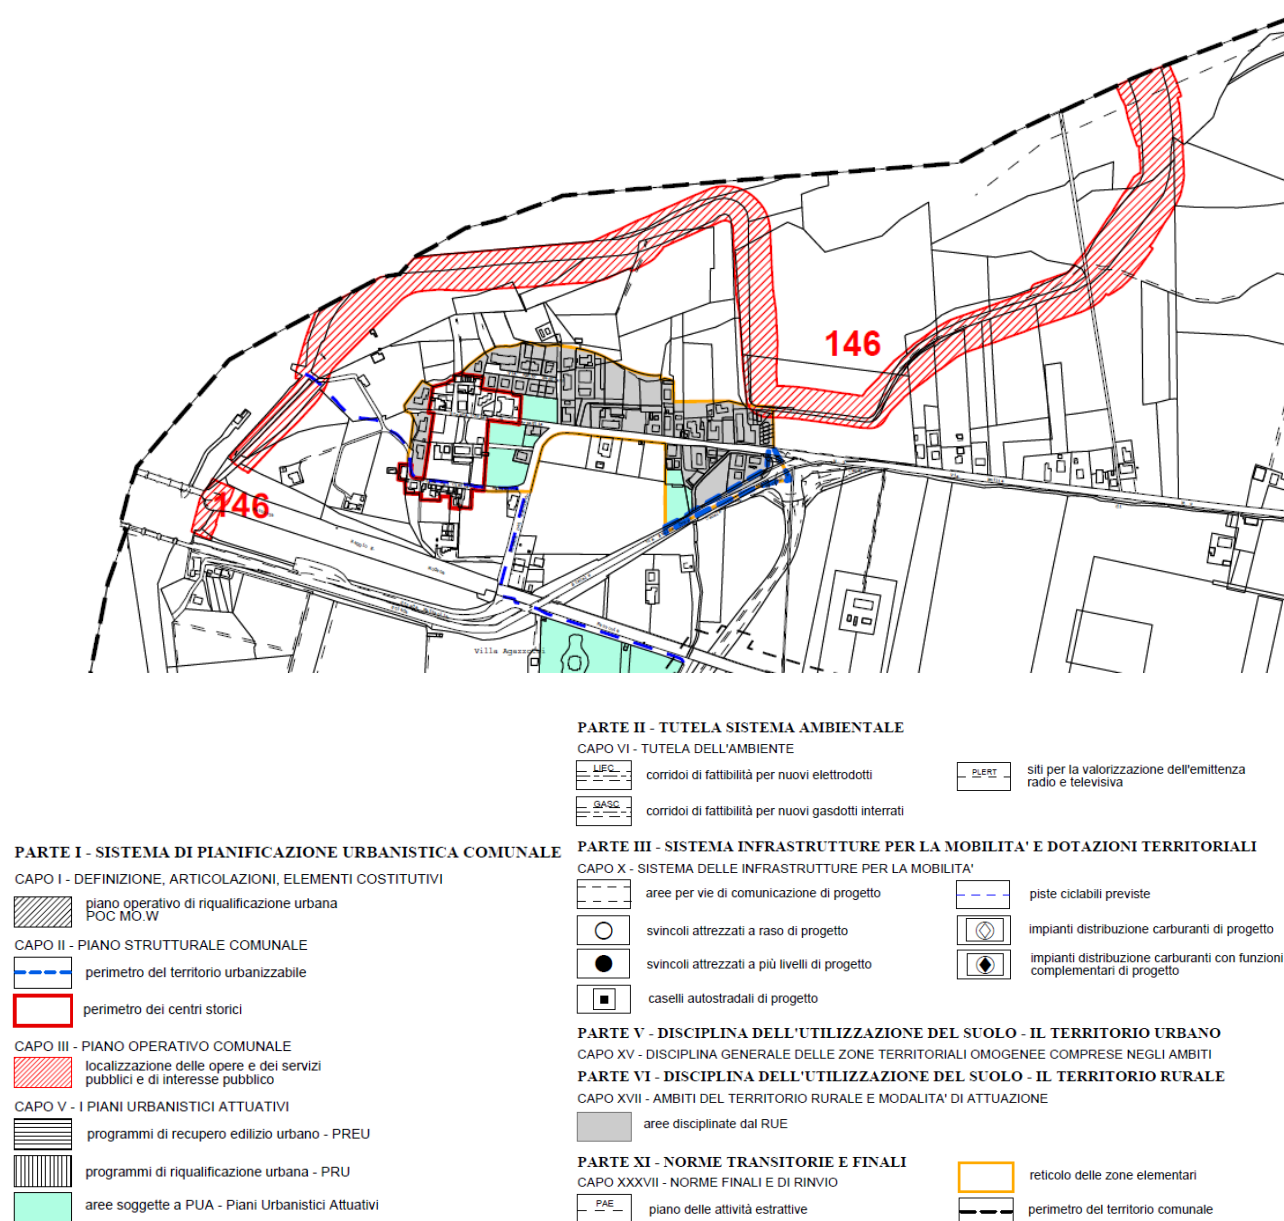 146
146
Villa
PARTE II - TUTELA SISTEMA AMBIENTALE
CAPO VI - TUTELA DELL'AMBIENTE
corridoi di fattibilità per nuovi elettrodotti
PLERT
siti per la valorizzazione dell'emittenza
radio e televisiva
GASC
corridoi di fattibilità per nuovi gasdotti interrati
PARTE I - SISTEMA DI PIANIFICAZIONE URBANISTICA COMUNALE
CAPO I - DEFINIZIONE, ARTICOLAZIONI, ELEMENTI COSTITUTIVI
piano operativo di riqualificazione urbana
POC MO.W
CAPO II - PIANO STRUTTURALE COMUNALE
perimetro del territorio urbanizzabile
perimetro dei centri storici
CAPO III - PIANO OPERATIVO COMUNALE
localizzazione delle opere e dei servizi
pubblici e di interesse pubblico
CAPO V - I PIANI URBANISTICI ATTUATIVI
programmi di recupero edilizio urbano - PREU
programmi di riqualificazione urbana - PRU
aree soggette a PUA - Piani Urbanistici Attuativi
PARTE III - SISTEMA INFRASTRUTTURE PER LA MOBILITA' E DOTAZIONI TERRITORIALI
CAPO X - SISTEMA DELLE INFRASTRUTTURE PER LA MOBILITA'
aree per vie di comunicazione di progetto
piste ciclabili previste
svincoli attrezzati a raso di progetto
impianti distribuzione carburanti di progetto
svincoli attrezzati a più livelli di progetto
impianti distribuzione carburanti con funzioni
complementari di progetto
caselli autostradali di progetto
PARTE V - DISCIPLINA DELL'UTILIZZAZIONE DEL SUOLO - IL TERRITORIO URBANO
CAPO XV - DISCIPLINA GENERALE DELLE ZONE TERRITORIALI OMOGENEE COMPRESE NEGLI AMBITI
PARTE VI - DISCIPLINA DELL'UTILIZZAZIONE DEL SUOLO - IL TERRITORIO RURALE
CAPO XVII - AMBITI DEL TERRITORIO RURALE E MODALITA' DI ATTUAZIONE
aree disciplinate dal RUE
PARTE XI - NORME TRANSITORIE E FINALI
CAPO XXXVII - NORME FINALI E DI RINVIO
reticolo delle zone elementari
PAE
piano delle attività estrattive
perimetro del territorio comunale